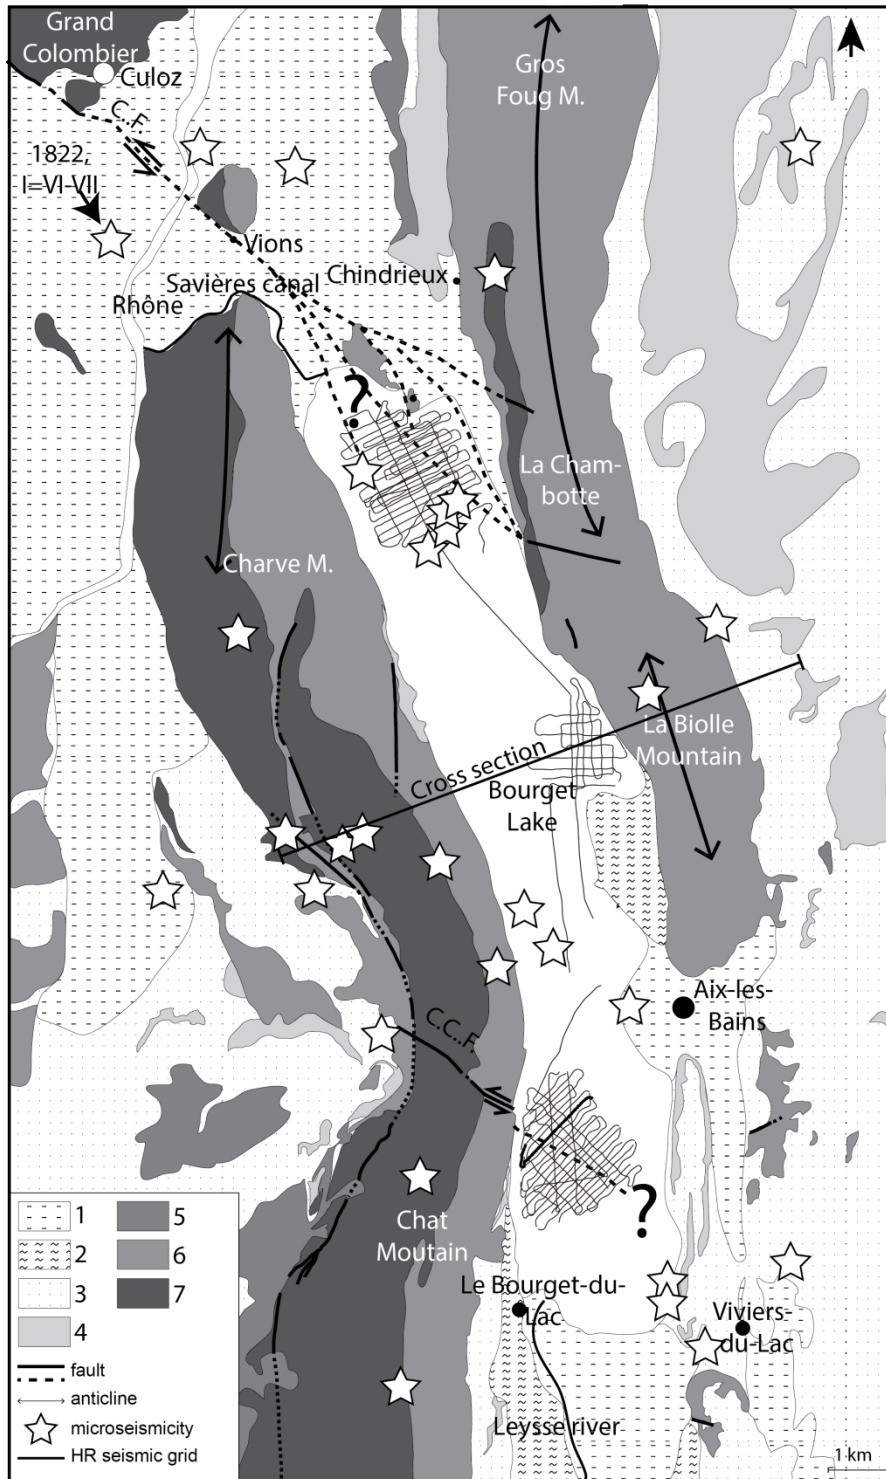 Grand
Colombier
Culoz
C.F.
1822,
I=VI-VII
Gros
Foug M.
Vions
Savières canal
Chindrieux
Rhône
?
La Cham-
botte
Charve M.
La Biolle
Mountain
Cross section
Bourget
Lake
Aix-les-
Bains
C.C.F.
?
Chat
Moutain
Le Bourget-du-
Lac
Viviers-
du-Lac
Leysse river
1
2
3
4
5
6
7
fault
anticline
microseismicity
HR seismic grid
1 km